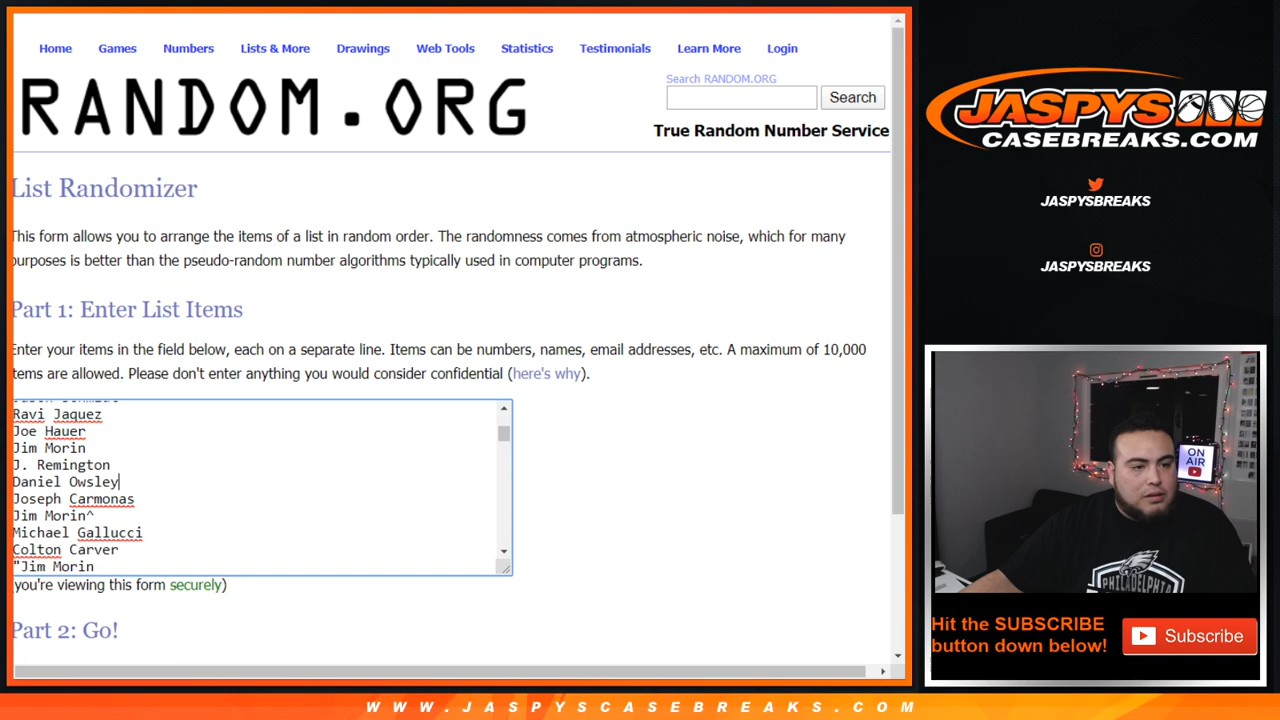 Home Games Numbers Lists & More Drawings Web Tools Statistics Testimonials Learn More Login
RANDOM.ORG
Search RANDOM.ORG
Search
True Random Number Service
List Randomizer
This form allows you to arrange the items of a list in random order. The randomness comes from atmospheric noise, which for many
purposes is better than the pseudo-random number algorithms typically used in computer programs.
Part 1: Enter List Items
Enter your items in the field below, each on a separate line. Items can be numbers, names, email addresses, etc. A maximum of 10,000
items are allowed. Please don't enter anything you would consider confidential (here's why).
Ravi Jaquez
Joe Hauer
Jim Morin
J. Remington
Daniel Owsley
Joseph Carmonas
Jim Morin^
Michael Gallucci
Colton Carver
"Jim Morin
(you're viewing this form securely)
Part 2: Go!
JASPYS
CASEBREAKS.COM
JASPYSBREAKS
JASPYSBREAKS
ON
AIR
PHILADELPHIA
Hit the SUBSCRIBE
button down below!
Subscribe
WWW.JASPYSCASEBREAKS.COM